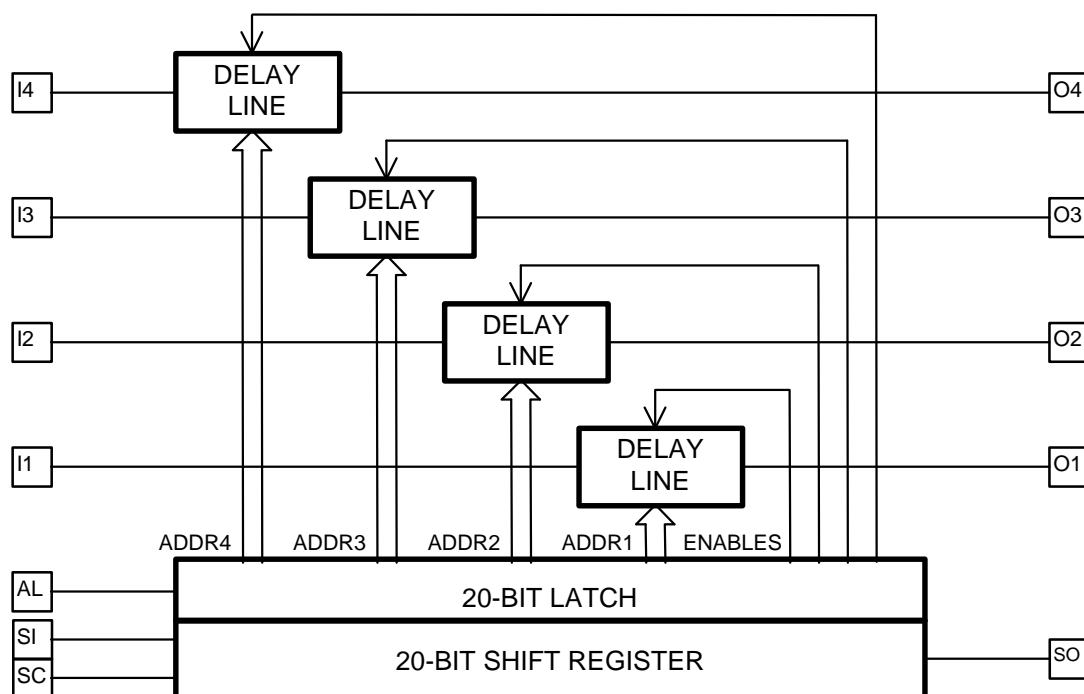 DELAY
LINE
I4
O4
DELAY
LINE
I3
O3
DELAY
LINE
I2
O2
DELAY
LINE
I1
O1
ADDR4
ADDR3
ADDR2
ADDR1
ENABLES
AL
20-BIT LATCH
SI
20-BIT SHIFT REGISTER
SO
SC